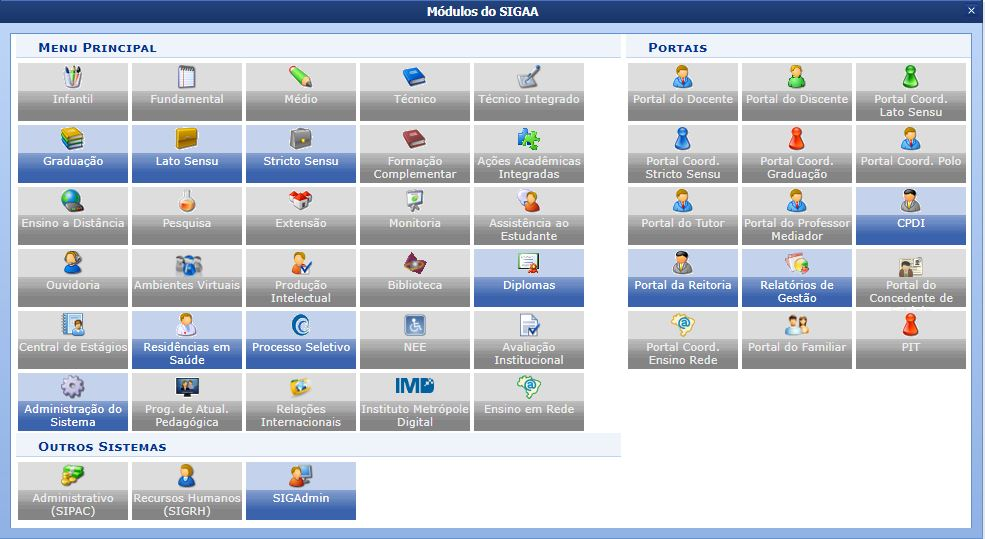 Módulos do SIGAA
MENU PRINCIPAL
Infantil
Fundamental
Médio
Técnico
Técnico Integrado
Graduação
Lato Sensu
Stricto Sensu
Formação
Complementar
Ações Acadêmicas
Integradas
Ensino a Distância
Pesquisa
Extensão
Monitoria
Assistência ao
Estudante
Ouvidoria
Ambientes Virtuais
Produção
Intelectual
Biblioteca
Diplomas
Central de Estágios
Residências em
Saúde
Processo Seletivo
NEE
Avaliação
Institucional
Administração do
Sistema
Prog. de Atual.
Pedagógica
Relações
Internacionais
IMD
Instituto Metrópole
Digital
Ensino em Rede
OUTROS SISTEMAS
Administrativo
(SIPAC)
Recursos Humanos
(SIGRH)
SIGAdmin
PORTAIS
Portal do Docente
Portal do Discente
Portal Coord.
Lato Sensu
Portal Coord.
Stricto Sensu
Portal Coord.
Graduação
Portal Coord. Polo
Portal do Tutor
Portal do Professor
Mediador
CPDI
Portal da Reitoria
Relatórios de
Gestão
Portal do
Concedente de
Portal Coord.
Ensino Rede
Portal do Familiar
PIT